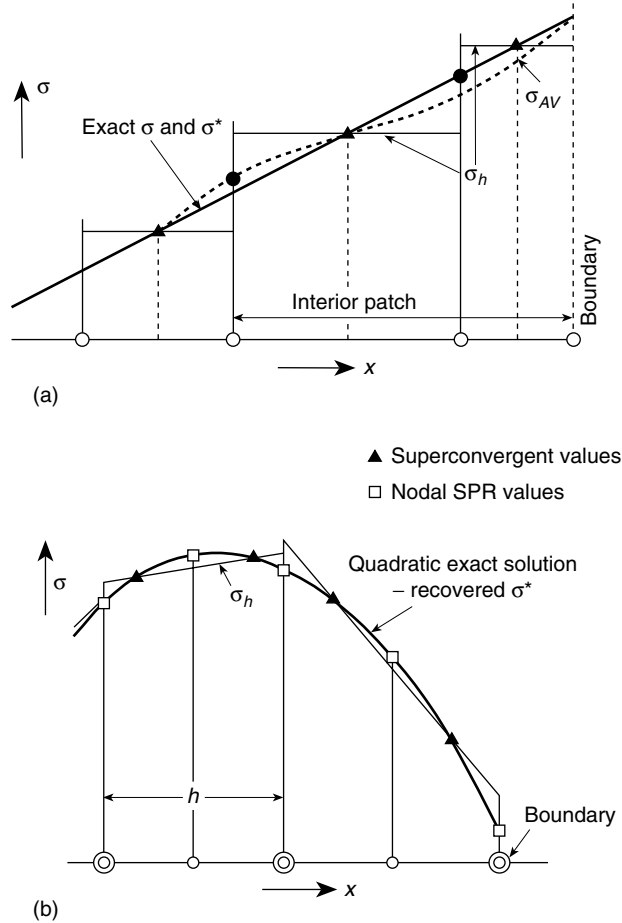 σ
Exact σ and σ*
σAV
σh
Interior patch
Boundary
x
(a)
Superconvergent values
Nodal SPR values
σ
σh
Quadratic exact solution
– recovered σ*
h
Boundary
x
(b)